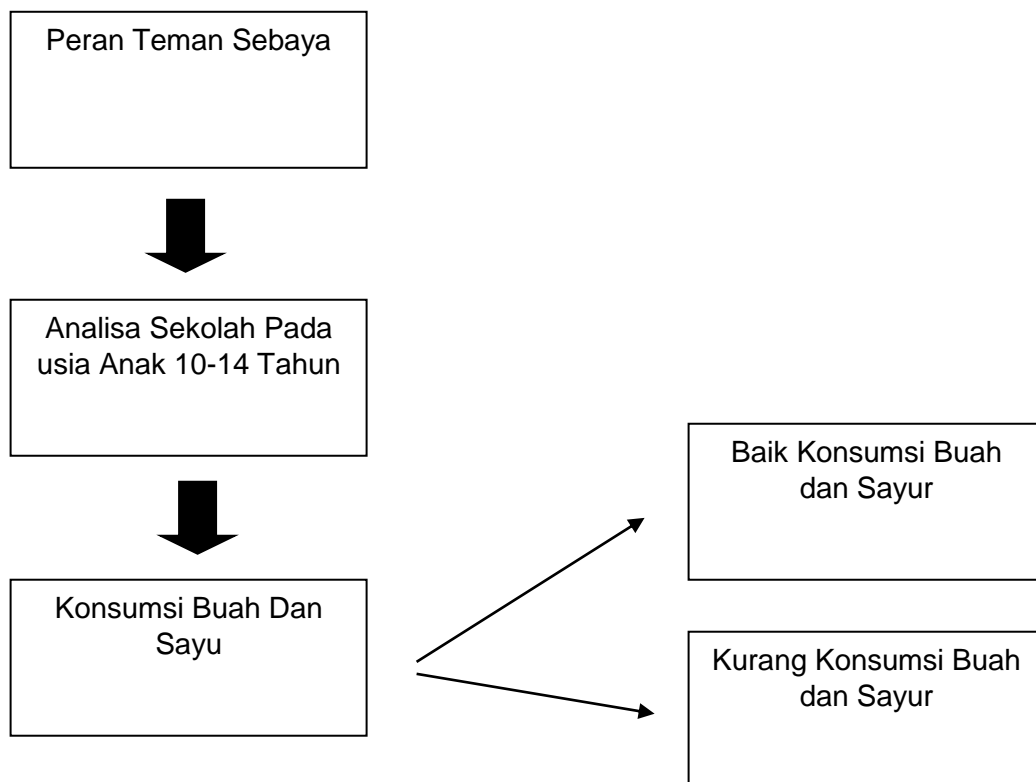 Peran Teman Sebaya
Analisa Sekolah Pada
usia Anak 10-14 Tahun
Konsumsi Buah Dan
Sayu
Baik Konsumsi Buah
dan Sayur
Kurang Konsumsi Buah
dan Sayur